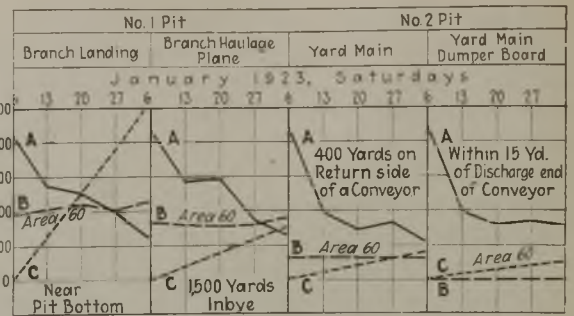 No. 1 Pit No. 2 Pit
Branch Landing Branch Haulage Plane Yard Main Yard Main Dumper Board
January 1923, Saturdays
6 13 20 27 6 13 20 27 6 13 20 27 6 13 20 27
A A A A
400 Yards on Return side of a Conveyor
Within 15 Yd. of Discharge end of Conveyor
B Area 60
B Area 60
B Area 60
C Area 60
B
C C C
Near Pit Bottom
1,500 Yards Inbye